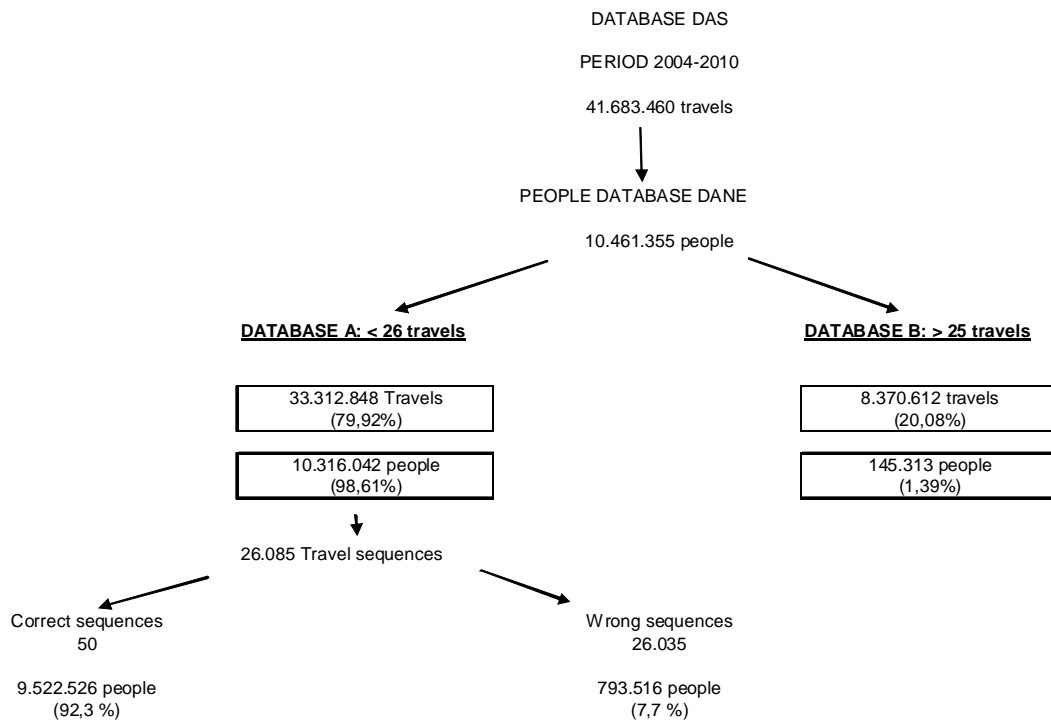 DATABASE DAS
PERIOD 2004-2010
41.683.460 travels
PEOPLE DATABASE DANE
10.461.355 people
DATABASE A: < 26 travels
DATABASE B: > 25 travels
33.312.848 Travels
(79,92%)
8.370.612 travels
(20,08%)
10.316.042 people
(98,61%)
145.313 people
(1,39%)
26.085 Travel sequences
Correct sequences
50
Wrong sequences
26.035
9.522.526 people
(92,3 %)
793.516 people
(7,7 %)